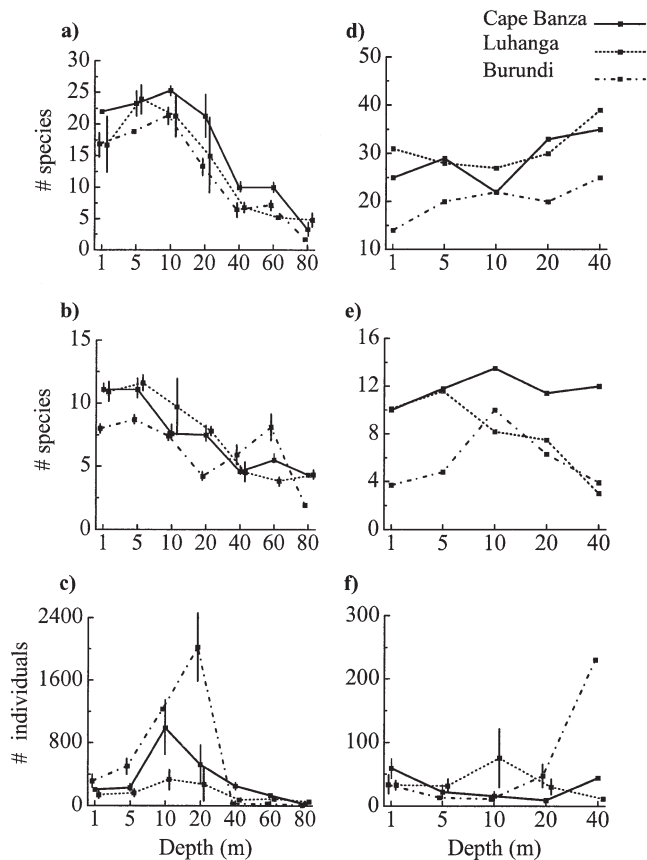 Cape Banza
Luhanga
Burundi
a)
d)
# species
30
25
20
15
10
5
0
1 5 10 20 40 60 80
50
40
30
20
10
1 5 10 20 40
b)
e)
# species
15
10
5
0
1 5 10 20 40 60 80
16
12
8
4
0
1 5 10 20 40
c)
f)
# individuals
2400
1600
800
0
1 5 10 20 40 60 80
Depth (m)
300
200
100
0
1 5 10 20 40
Depth (m)